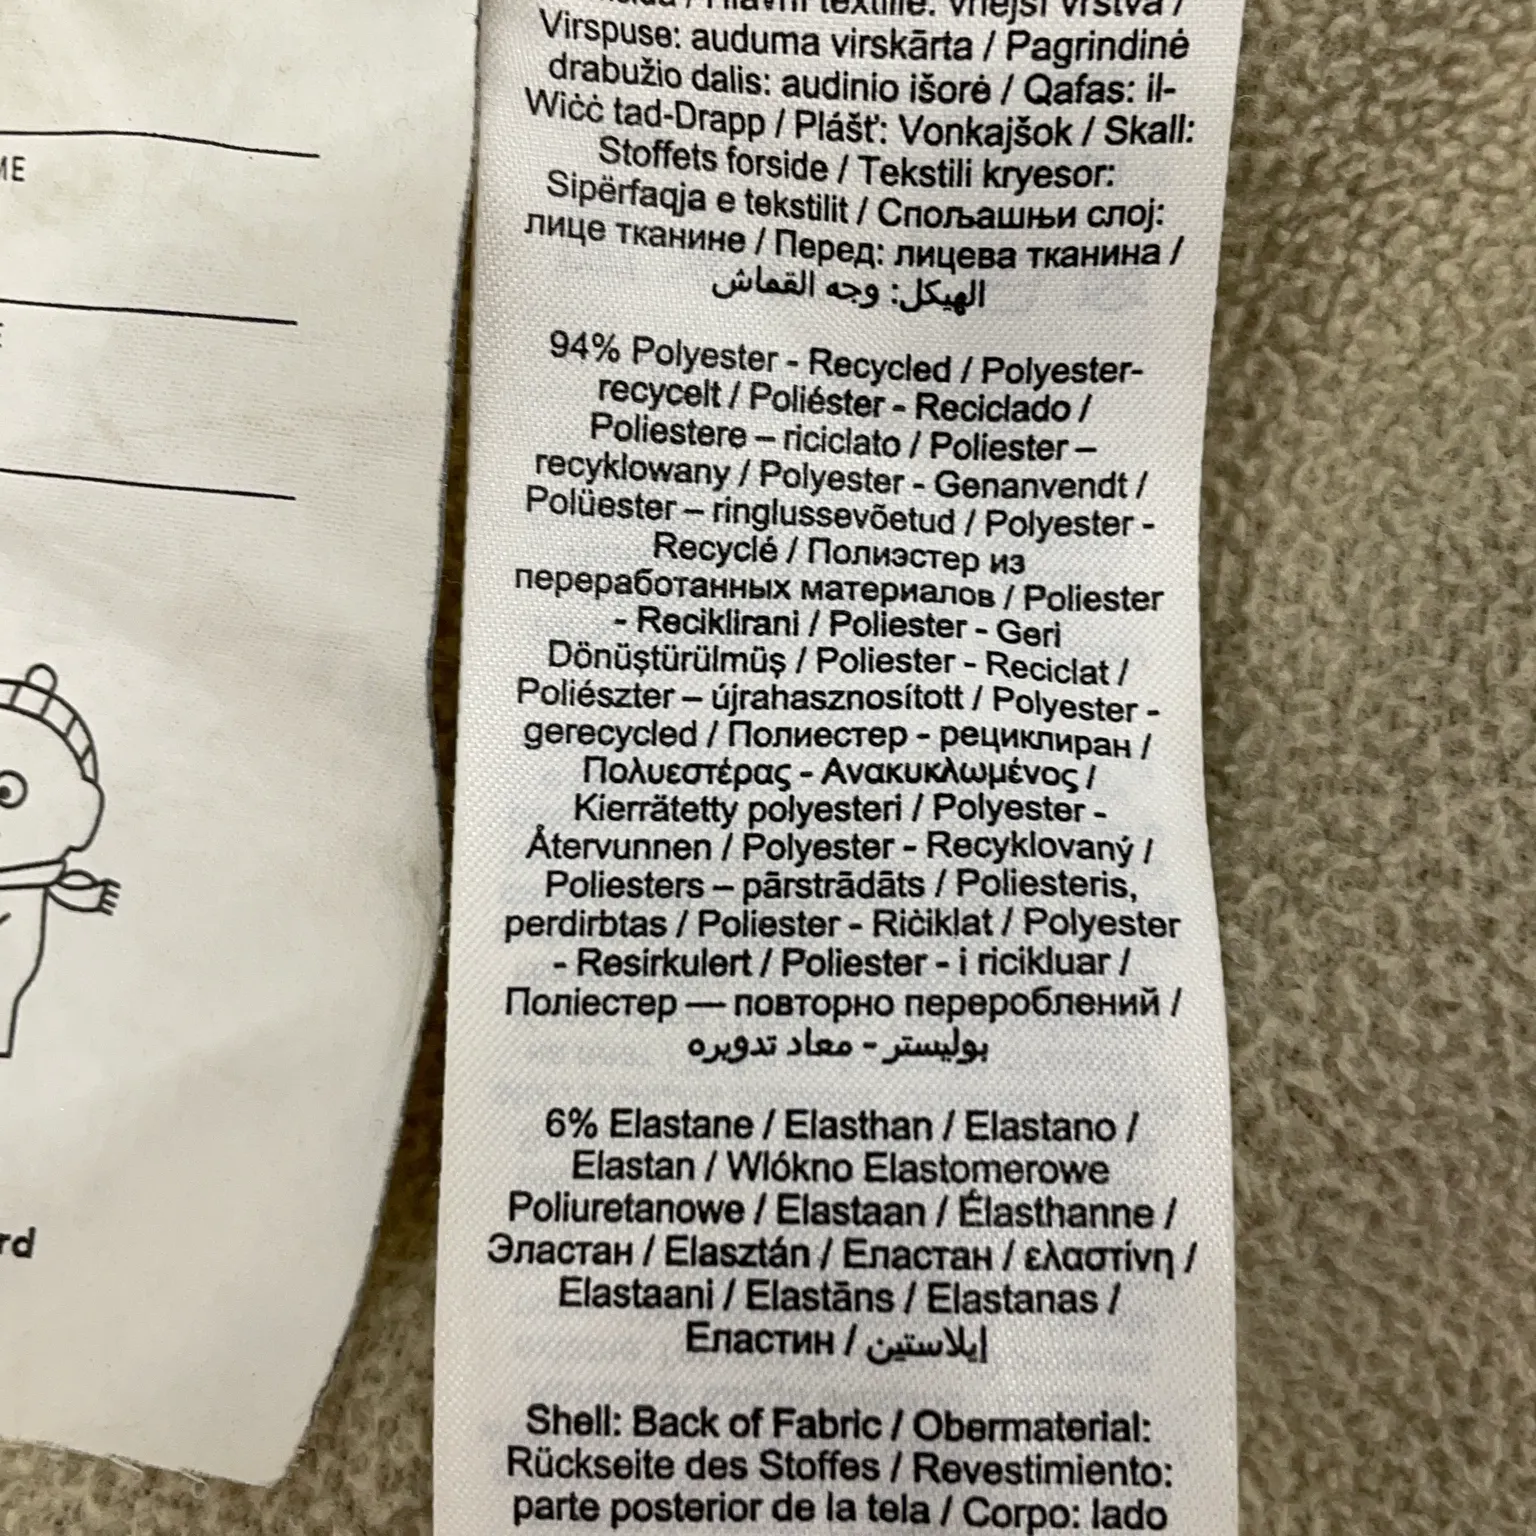 Virspuse: auduma virskārta / Pagrindinė
drabužio dalis: audinio išorė / Qafas: il-
Wiċċ tad-Drapp / Plášť: Vonkajšok / Skall:
Stoffets forside / Tekstili kryesor:
Sipërfaqja e tekstilit / Спољашњи слој:
лице тканине / Перед: лицева тканина /
الهيكل: وجه القماش
94% Polyester - Recycled / Polyester-
recycelt / Poliéster - Reciclado /
Poliestere – riciclato / Poliester –
recyklowany / Polyester - Genanvendt /
Polüester – ringlussevõetud / Polyester -
Recyclé / Полиэстер из
переработанных материалов / Poliester
- Reciklirani / Poliester - Geri
Dönüştürülmüş / Poliester - Reciclat /
Poliészter – újrahasznosított / Polyester -
gerecycled / Полиестер - рециклиран /
Πολυεστέρας - Ανακυκλωμένος /
Kierrätetty polyesteri / Polyester -
Återvunnen / Polyester - Recyklovaný /
Poliesters – pārstrādāts / Poliesteris,
perdirbtas / Poliester - Riċiklat / Polyester
- Resirkulert / Poliester - i ricikluar /
Поліестер — повторно перероблений /
بوليستر - معاد تدويره
6% Elastane / Elasthan / Elastano /
Elastan / Wlókno Elastomerowe
Poliuretanowe / Elastaan / Élasthanne /
Эластан / Elasztán / Еластан / ελαστίνη /
Elastaani / Elastāns / Elastanas /
Еластин / إيلاستين
Shell: Back of Fabric / Obermaterial:
Rückseite des Stoffes / Revestimiento:
parte posterior de la tela / Corpo: lado